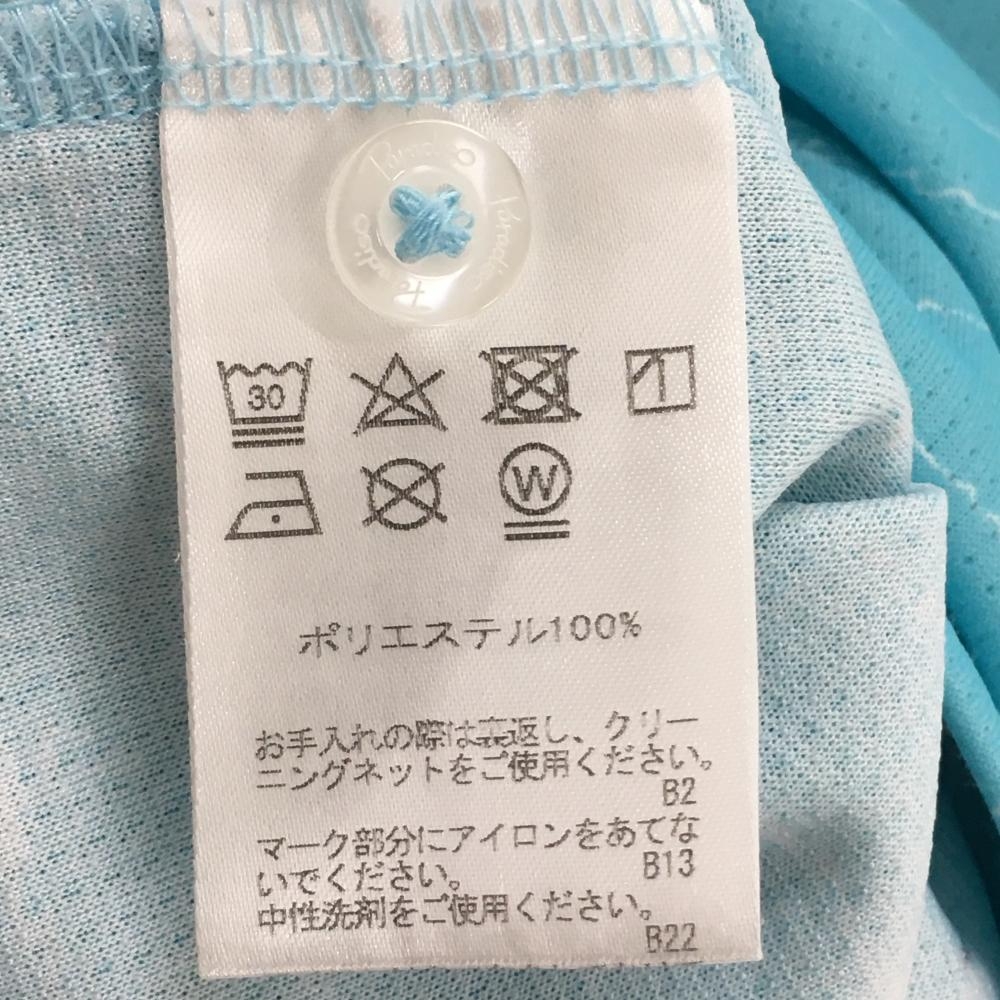 Paradiso
Paradiso
Paradiso
30
W
ポリエステル100%
お手入れの際は裏返し、クリー
ニングネットをご使用ください。
B2
マーク部分にアイロンをあてな
いでください。
B13
中性洗剤をご使用ください。
B22